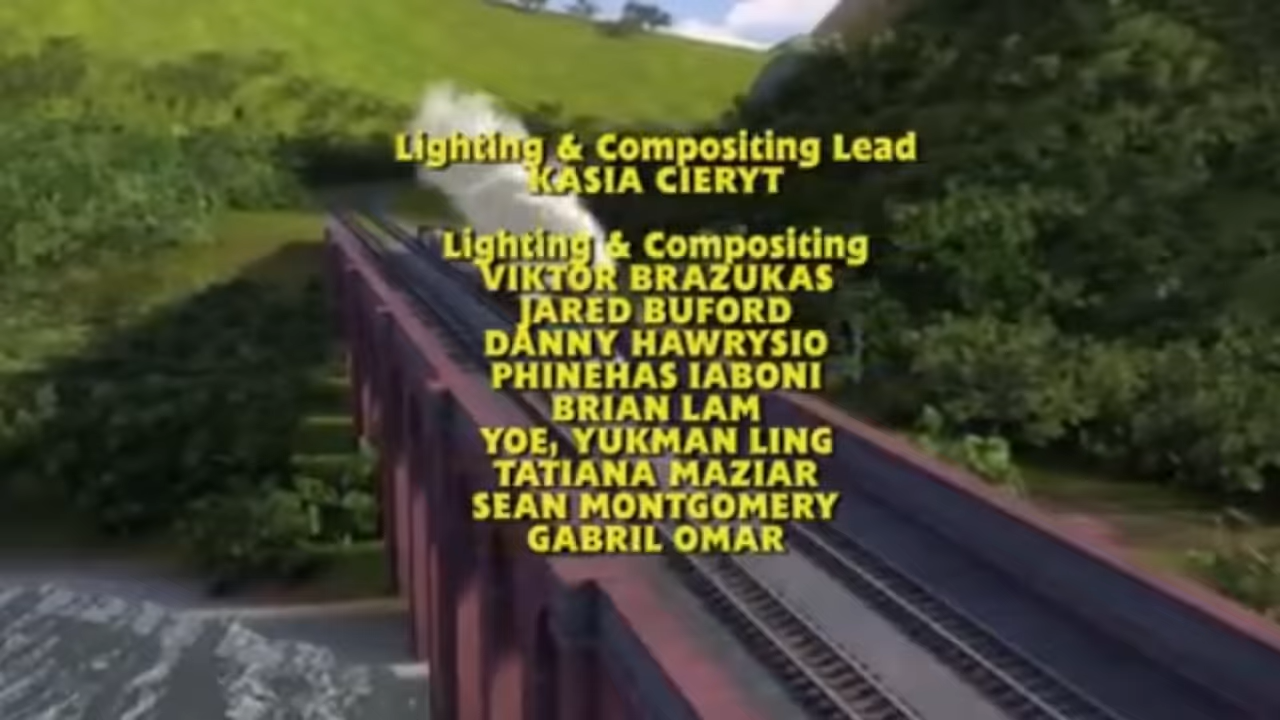 Lighting & Compositing Lead
KASIA CIERYT
Lighting & Compositing
VIKTOR BRAZUKAS
JARED BUFORD
DANNY HAWRYSIO
PHINEHAS IABONI
BRIAN LAM
YOE, YUKMAN LING
TATIANA MAZIAR
SEAN MONTGOMERY
GABRIL OMAR